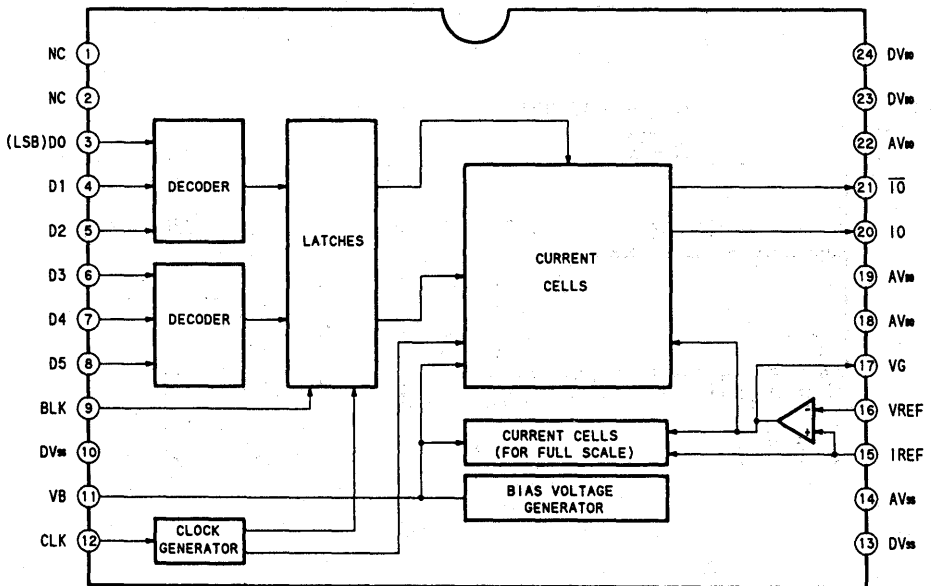 NC 1
NC 2
(LSB)D0 3
D1 4
D2 5
D3 6
D4 7
D5 8
BLK 9
DVss 10
VB 11
CLK 12
DECODER
DECODER
LATCHES
CLOCK
GENERATOR
CURRENT
CELLS
CURRENT CELLS
(FOR FULL SCALE)
BIAS VOLTAGE
GENERATOR
-
+
24 DVDD
23 DVDD
22 AVDD
21 I̅O̅
20 IO
19 AVDD
18 AVDD
17 VG
16 VREF
15 IREF
14 AVSS
13 DVSS